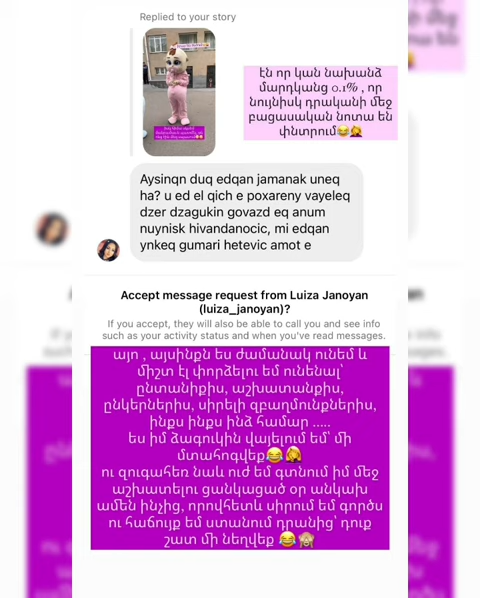 Replied to your story
էն որ կան նախանձ
մարդկանց 0.1% , որ
նույնիսկ դրականի մեջ
բացասական նոտա են
փնտրում😂🤦‍♀️
Aysinqn duq edqan jamanak uneq
ha? u ed el qich e poxareny vayeleq
dzer dzagukin govazd eq anum
nuynisk hivandanocic, mi edqan
ynkeq gumari hetevic amot e
Accept message request from Luiza Janoyan
(luiza_janoyan)?
If you accept, they will also be able to call you and see info
such as your activity status and when you've read messages.
այո , այսինքն ես ժամանակ ունեմ և
միշտ էլ փորձելու եմ ունենալ՝
ընտանիքիս, աշխատանքիս,
ընկերներիս, սիրելի զբաղմունքներիս,
ինքս ինքս ինձ համար .....
ես իմ ձագուկին վայելում եմ՝ մի
մտահոգվեք😂🤦‍♀️
ու զուգահեռ նաև ուժ եմ գտնում իմ մեջ
աշխատելու ցանկացած օր անկախ
ամեն ինչից, որովհետև սիրում եմ գործս
ու հաճույք եմ ստանում դրանից՝ դուք
շատ մի նեղվեք 😂🙈